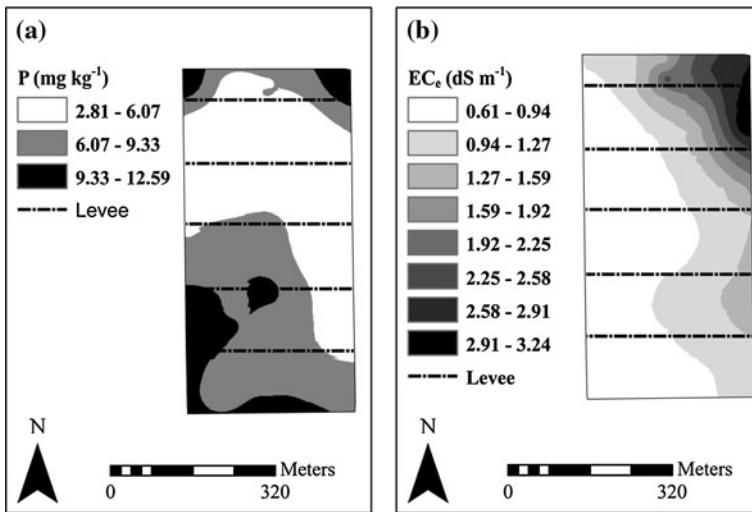 (a)
P (mg kg⁻¹)
2.81 - 6.07
6.07 - 9.33
9.33 - 12.59
Levee
N
Meters
0 320
(b)
ECₑ (dS m⁻¹)
0.61 - 0.94
0.94 - 1.27
1.27 - 1.59
1.59 - 1.92
1.92 - 2.25
2.25 - 2.58
2.58 - 2.91
2.91 - 3.24
Levee
N
Meters
0 320